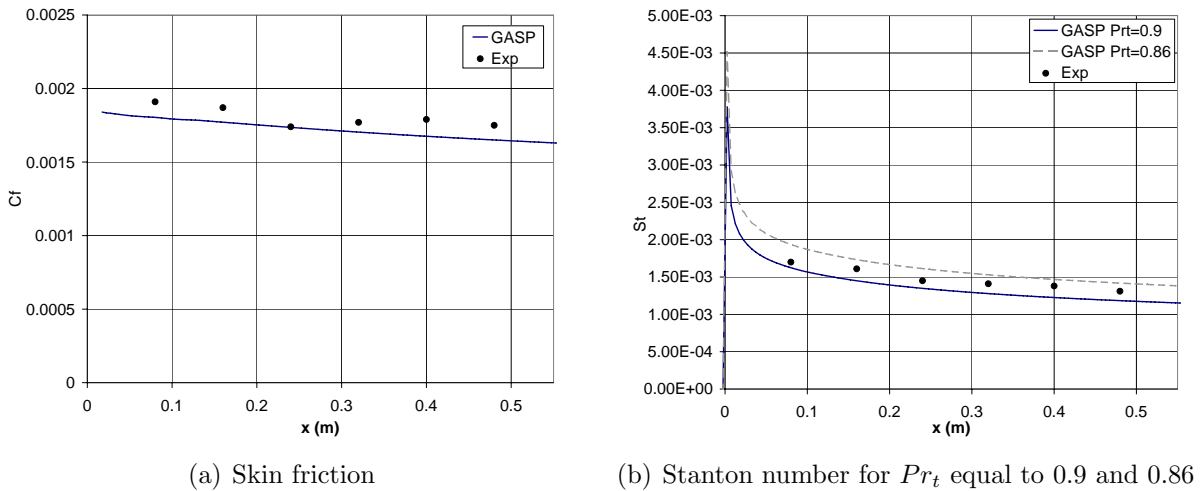 0.0025
0.002
0.0015
0.001
0.0005
0
Cf
0 0.1 0.2 0.3 0.4 0.5
x (m)
GASP
Exp
(a) Skin friction
5.00E-03
4.50E-03
4.00E-03
3.50E-03
3.00E-03
2.50E-03
2.00E-03
1.50E-03
1.00E-03
5.00E-04
0.00E+00
St
0 0.1 0.2 0.3 0.4 0.5
x (m)
GASP Prt=0.9
GASP Prt=0.86
Exp
(b) Stanton number for Prt equal to 0.9 and 0.86